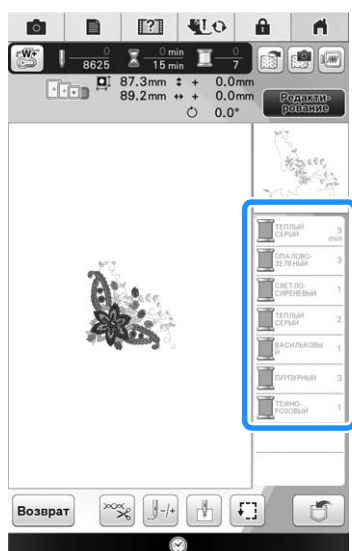 W+
0
8625
0 min
15 min
0
7
87.3mm ↕ + 0.0mm
89.2mm ↔ + 0.0mm
0.0°
Редакти-
рование
ТЕПЛЫЙ
СЕРЫЙ
3
min
ОПАЛОВО-
ЗЕЛЕНЫЙ
3
СВЕТЛО-
СИРЕНЕВЫЙ
1
ТЕПЛЫЙ
СЕРЫЙ
2
ВАСИЛЬКОВЫ
Й
1
ПУРПУРНЫЙ
3
ТЕМНО-
РОЗОВЫЙ
1
Возврат
-/+